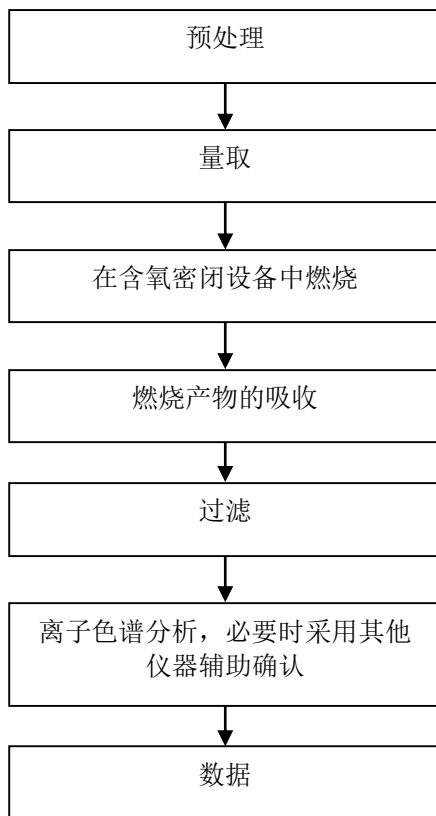 预处理
量取
在含氧密闭设备中燃烧
燃烧产物的吸收
过滤
离子色谱分析，必要时采用其他
仪器辅助确认
数据